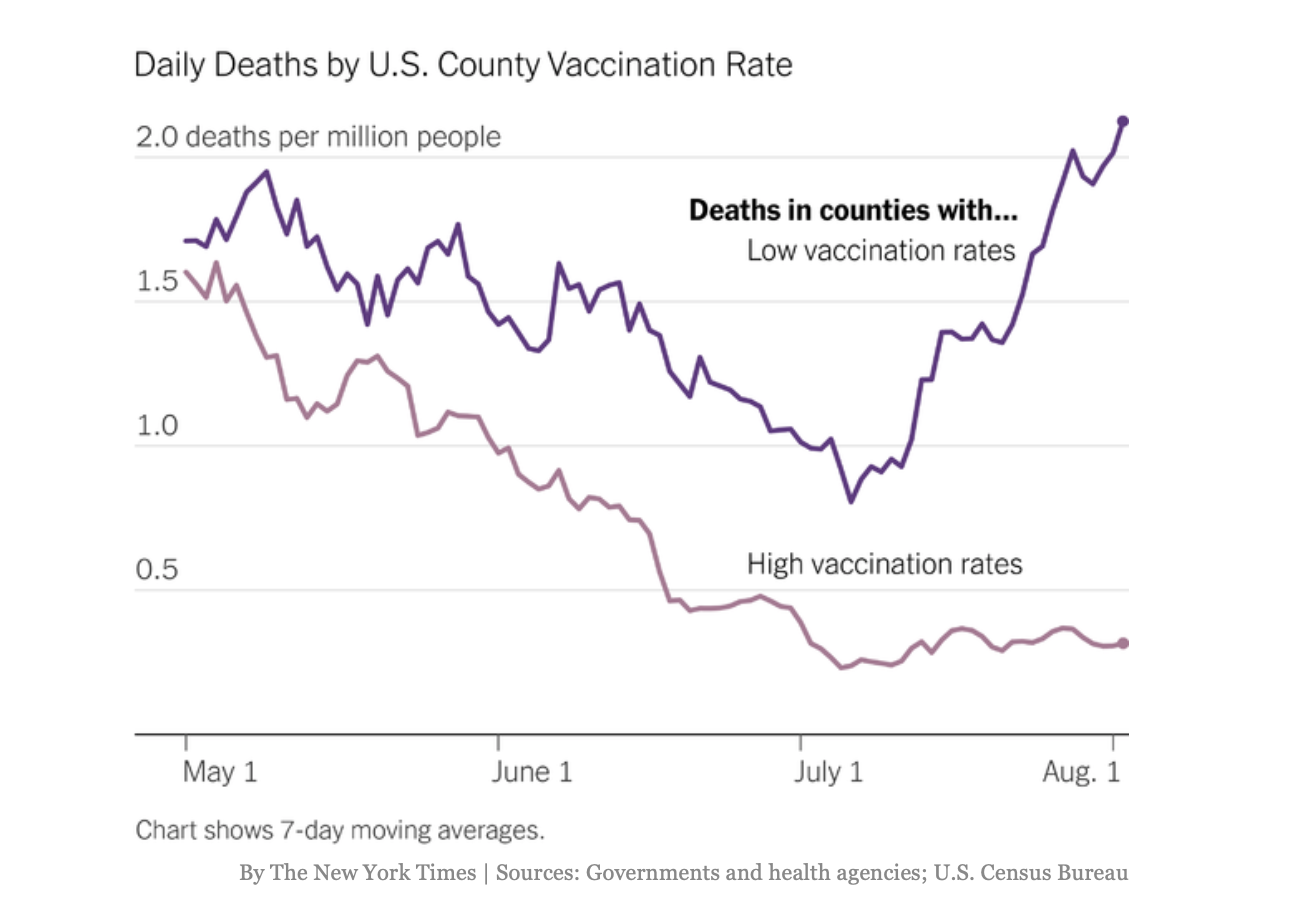 Daily Deaths by U.S. County Vaccination Rate
2.0 deaths per million people
Deaths in counties with...
Low vaccination rates
1.5
1.0
High vaccination rates
0.5
May 1
June 1
July 1
Aug. 1
Chart shows 7-day moving averages.
By The New York Times | Sources: Governments and health agencies; U.S. Census Bureau